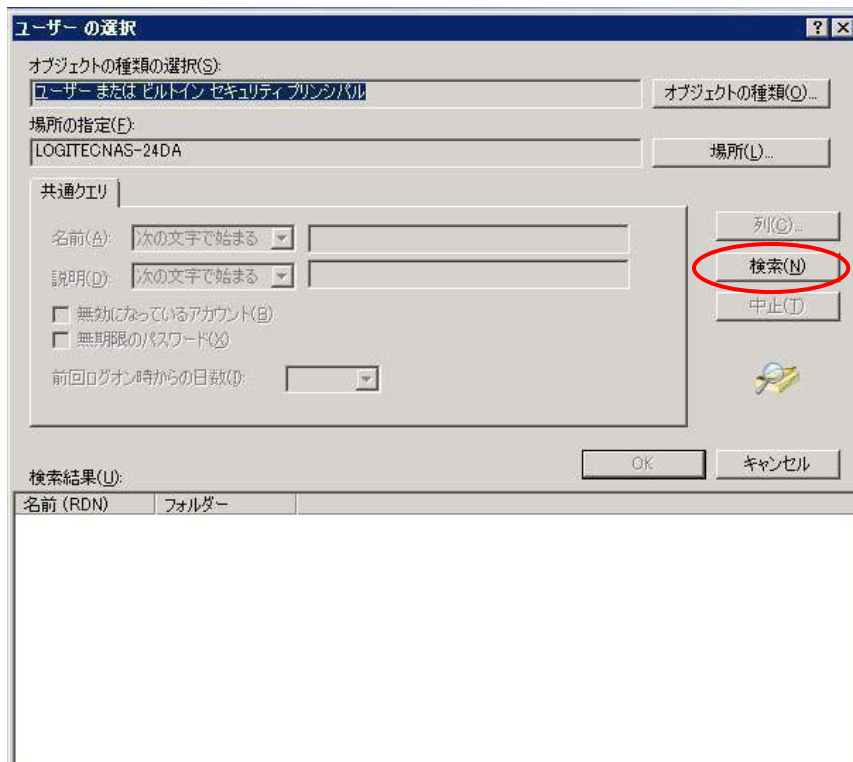 ユーザー の選択
オブジェクトの種類の選択(S):
ユーザー または ビルトイン セキュリティ プリンシパル
オブジェクトの種類(O)...
場所の指定(F):
LOGITECNAS-24DA
場所(L)...
共通クエリ
名前(A):
次の文字で始まる
列(C)...
説明(D):
次の文字で始まる
検索(N)
無効になっているアカウント(B)
中止(T)
無期限のパスワード(X)
前回ログオン時からの日数(I):
OK
キャンセル
検索結果(U):
名前 (RDN)
フォルダー